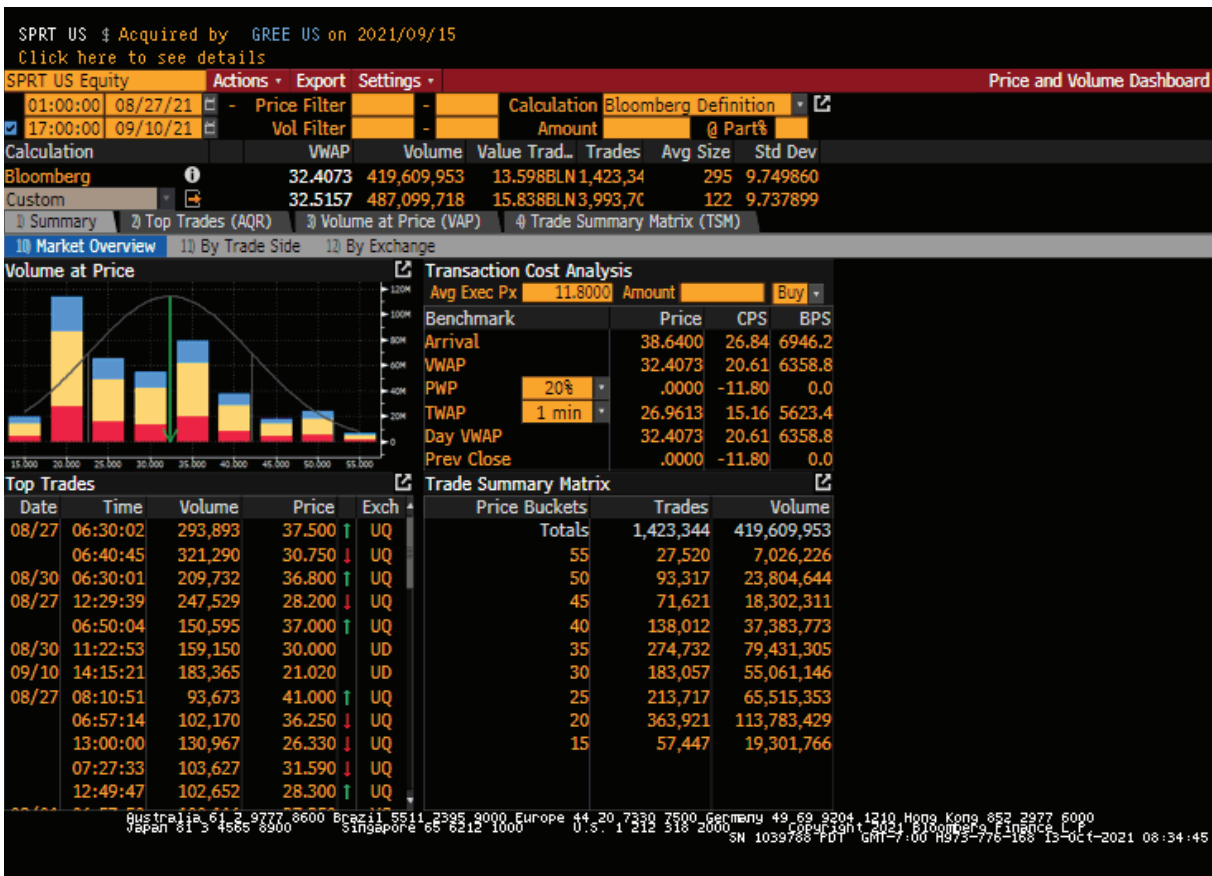 SPRT US $ Acquired by GREE US on 2021/09/15
Click here to see details
SPRT US Equity Actions Export Settings Price and Volume Dashboard
01:00:00 08/27/21 - Price Filter - Calculation Bloomberg Definition
17:00:00 09/10/21 Vol Filter - Amount @ Part%
Calculation VWAP Volume Value Trad… Trades Avg Size Std Dev
Bloomberg 32.4073 419,609,953 13.598BLN 1,423,34 295 9.749860
Custom 32.5157 487,099,718 15.838BLN 3,993,70 122 9.737899
1) Summary 2) Top Trades (AQR) 3) Volume at Price (VAP) 4) Trade Summary Matrix (TSM)
10) Market Overview 11) By Trade Side 12) By Exchange
Volume at Price
120M
100M
80M
60M
40M
20M
0
15.000 20.000 25.000 30.000 35.000 40.000 45.000 50.000 55.000
Transaction Cost Analysis
Avg Exec Px 11.8000 Amount Buy
Benchmark Price CPS BPS
Arrival 38.6400 26.84 6946.2
VWAP 32.4073 20.61 6358.8
PWP 20% .0000 -11.80 0.0
TWAP 1 min 26.9613 15.16 5623.4
Day VWAP 32.4073 20.61 6358.8
Prev Close .0000 -11.80 0.0
Top Trades
Date Time Volume Price Exch
08/27 06:30:02 293,893 37.500 ↑ UQ
06:40:45 321,290 30.750 ↓ UQ
08/30 06:30:01 209,732 36.800 ↑ UQ
08/27 12:29:39 247,529 28.200 ↓ UQ
06:50:04 150,595 37.000 ↑ UQ
08/30 11:22:53 159,150 30.000 UD
09/10 14:15:21 183,365 21.020 UD
08/27 08:10:51 93,673 41.000 ↑ UQ
06:57:14 102,170 36.250 ↓ UQ
13:00:00 130,967 26.330 ↓ UQ
07:27:33 103,627 31.590 ↓ UQ
12:49:47 102,652 28.300 ↑ UQ
Trade Summary Matrix
Price Buckets Trades Volume
Totals 1,423,344 419,609,953
55 27,520 7,026,226
50 93,317 23,804,644
45 71,621 18,302,311
40 138,012 37,383,773
35 274,732 79,431,305
30 183,057 55,061,146
25 213,717 65,515,353
20 363,921 113,783,429
15 57,447 19,301,766
Australia 61 2 9777 8600 Brazil 5511 2395 9000 Europe 44 20 7330 7500 Germany 49 69 9204 1210 Hong Kong 852 2977 6000
Japan 81 3 4565 8900 Singapore 65 6212 1000 U.S. 1 212 318 2000 Copyright 2021 Bloomberg Finance L.P.
SN 1039788 PDT GMT-7:00 H973-776-168 13-Oct-2021 08:34:45